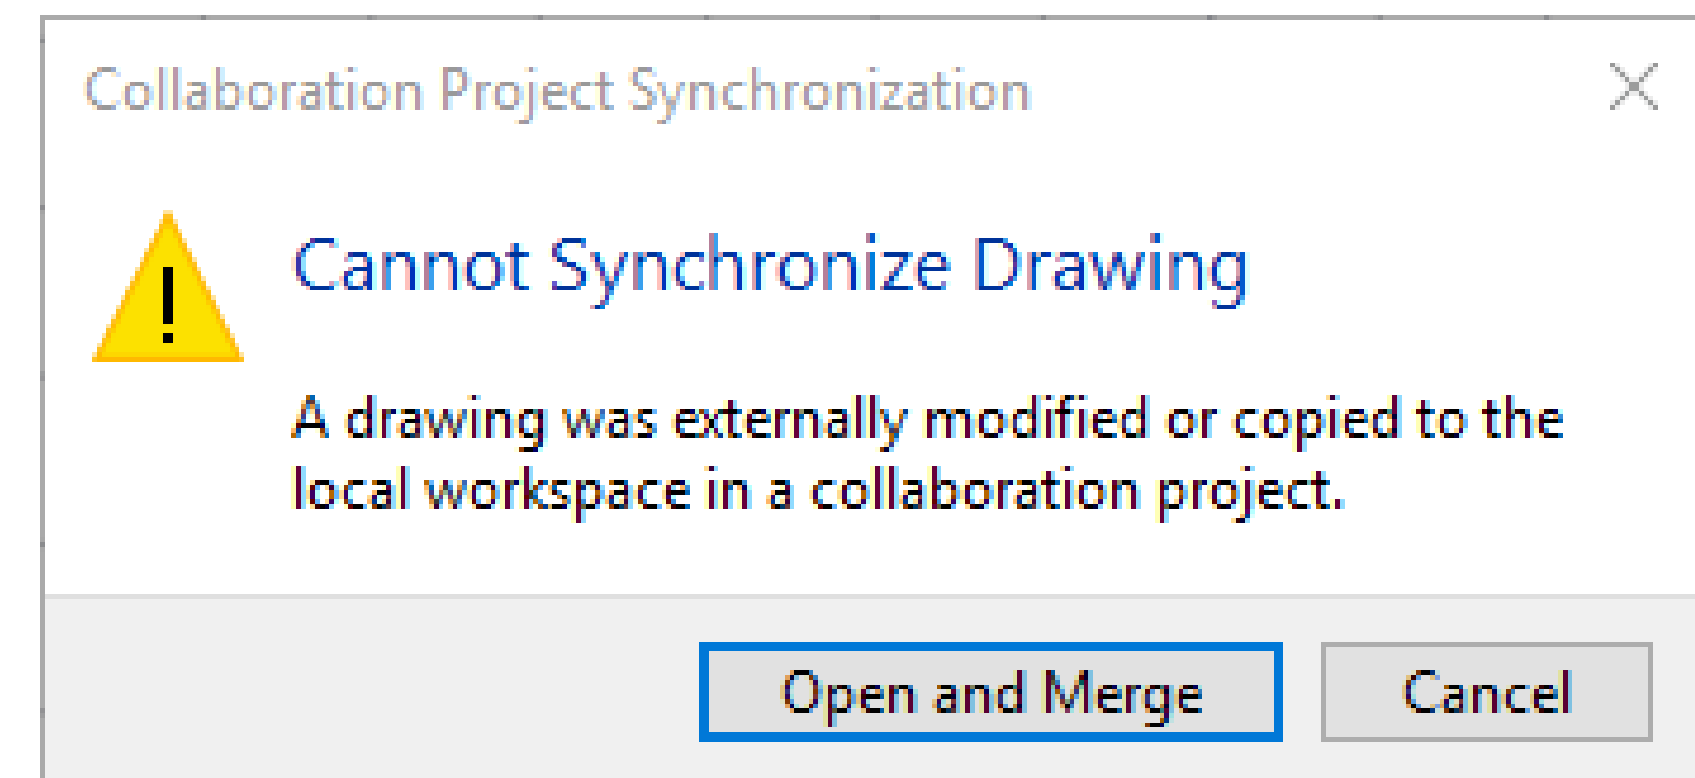 Collaboration Project Synchronization
Cannot Synchronize Drawing
A drawing was externally modified or copied to the
local workspace in a collaboration project.
Open and Merge
Cancel